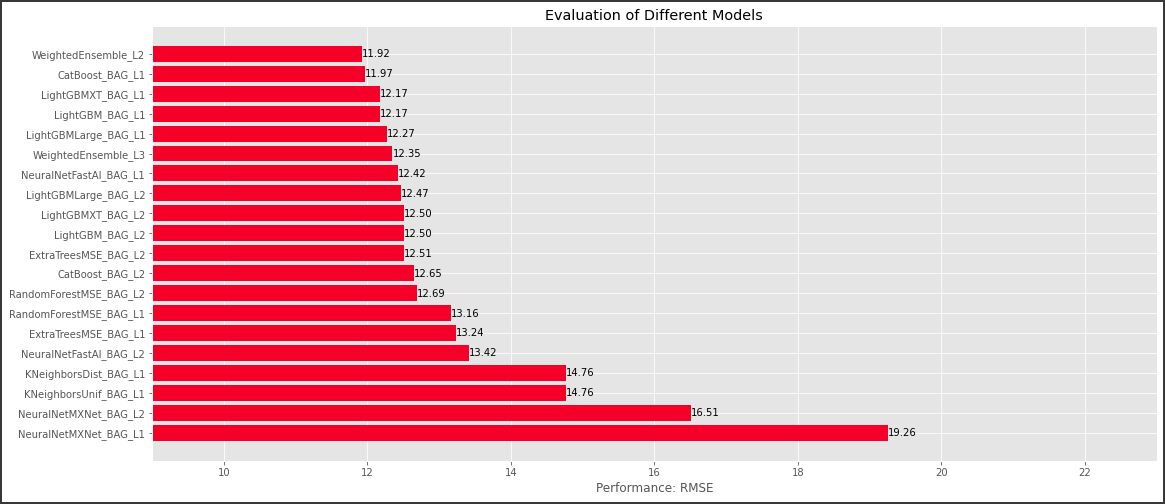 Evaluation of Different Models
WeightedEnsemble_L2 11.92
CatBoost_BAG_L1 11.97
LightGBMXT_BAG_L1 12.17
LightGBM_BAG_L1 12.17
LightGBMLarge_BAG_L1 12.27
WeightedEnsemble_L3 12.35
NeuralNetFastAI_BAG_L1 12.42
LightGBMLarge_BAG_L2 12.47
LightGBMXT_BAG_L2 12.50
LightGBM_BAG_L2 12.50
ExtraTreesMSE_BAG_L2 12.51
CatBoost_BAG_L2 12.65
RandomForestMSE_BAG_L2 12.69
RandomForestMSE_BAG_L1 13.16
ExtraTreesMSE_BAG_L1 13.24
NeuralNetFastAI_BAG_L2 13.42
KNeighborsDist_BAG_L1 14.76
KNeighborsUnif_BAG_L1 14.76
NeuralNetMXNet_BAG_L2 16.51
NeuralNetMXNet_BAG_L1 19.26
10 12 14 16 18 20 22
Performance: RMSE